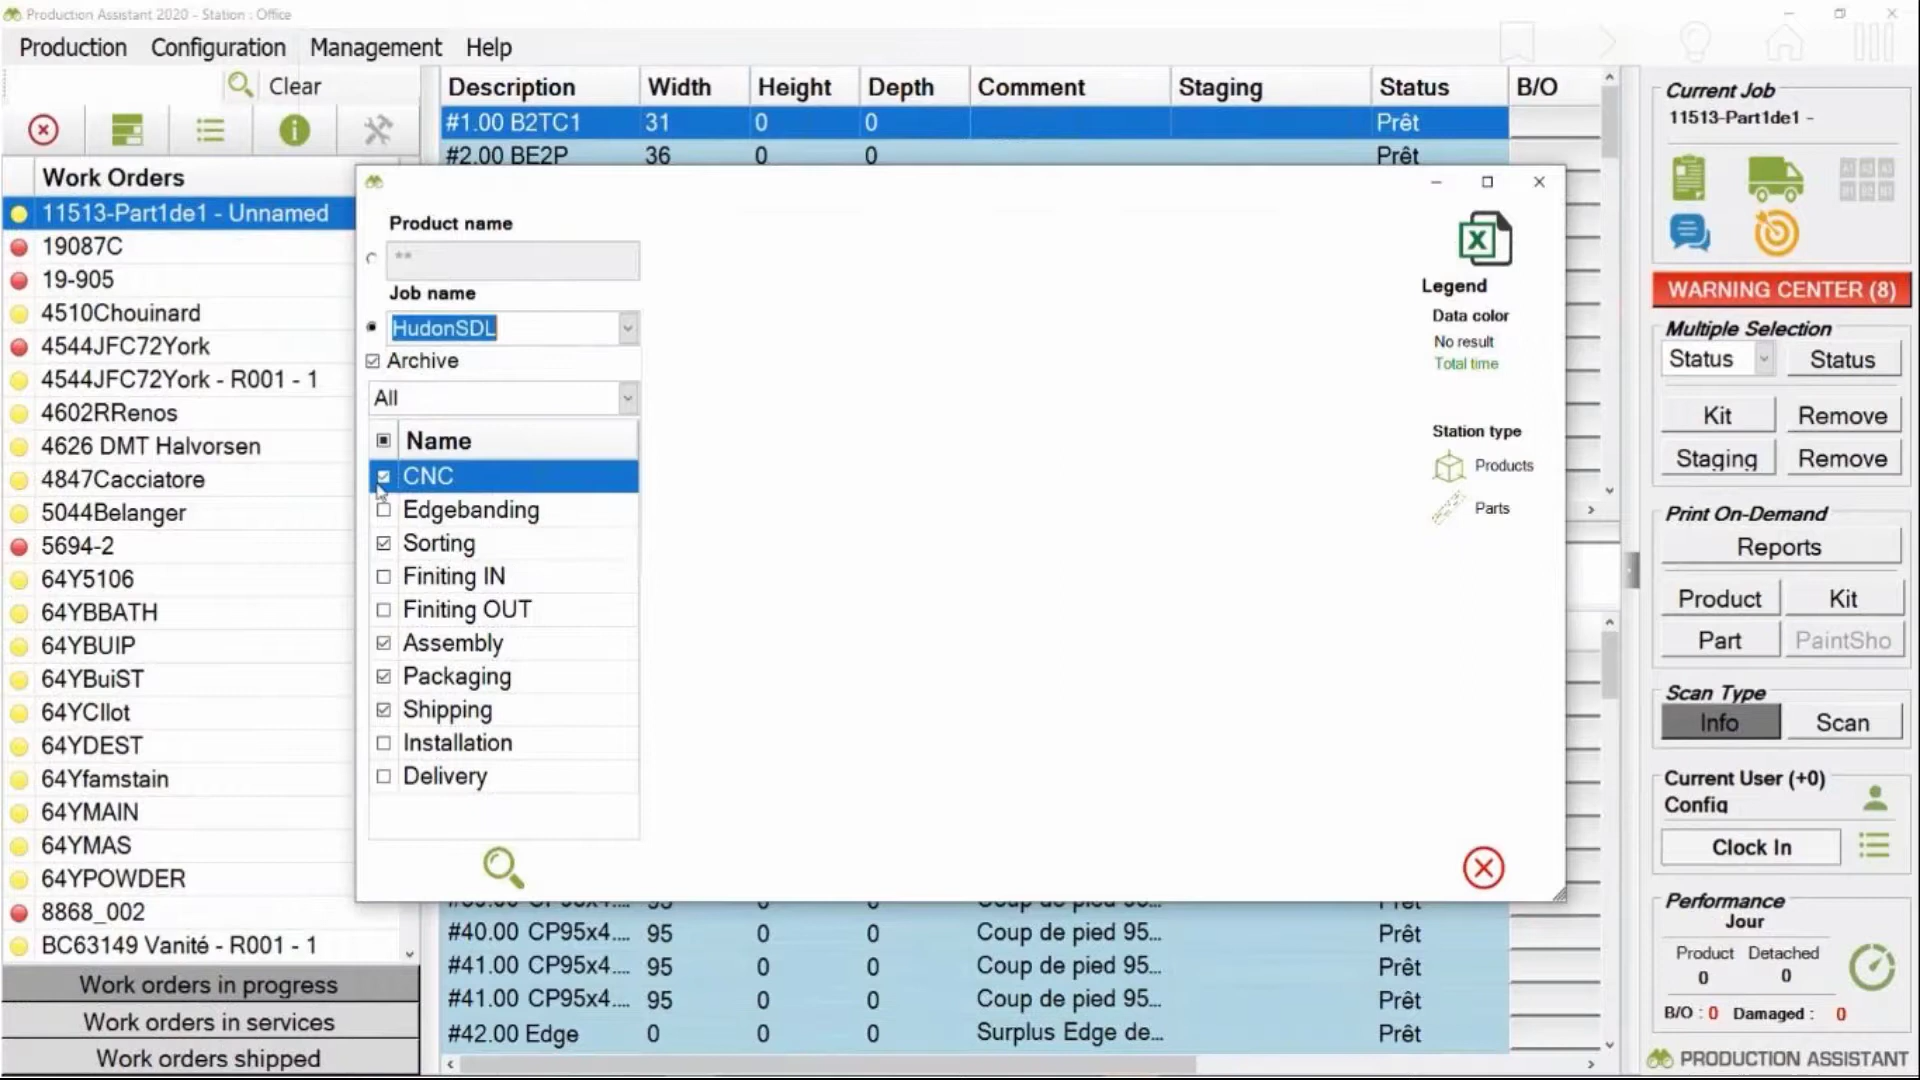 Production Assistant 2020 - Station : Office
Production Configuration Management Help
Clear
Work Orders
11513-Part1de1 - Unnamed
19087C
19-905
4510Chouinard
4544JFC72York
4544JFC72York - R001 - 1
4602RRenos
4626 DMT Halvorsen
4847Cacciatore
5044Belanger
5694-2
64Y5106
64YBBATH
64YBUIP
64YBuiST
64YCllot
64YDEST
64Yfamstain
64YMAIN
64YMAS
64YPOWDER
8868_002
BC63149 Vanité - R001 - 1
Work orders in progress
Work orders in services
Work orders shipped
Description Width Height Depth Comment Staging Status B/O
#1.00 B2TC1 31 0 0 Prêt
#2.00 BE2P 36 0 0 Prêt
Product name
**
Job name
HudonSDL
Archive
All
Name
CNC
Edgebanding
Sorting
Finiting IN
Finiting OUT
Assembly
Packaging
Shipping
Installation
Delivery
Legend
Data color
No result
Total time
Station type
Products
Parts
#40.00 CP95x4.... 95 0 0 Coup de pied 95... Prêt
#41.00 CP95x4.... 95 0 0 Coup de pied 95... Prêt
#41.00 CP95x4.... 95 0 0 Coup de pied 95... Prêt
#42.00 Edge 0 0 0 Surplus Edge de... Prêt
Current Job
11513-Part1de1 -
WARNING CENTER (8)
Multiple Selection
Status Status
Kit Remove
Staging Remove
Print On-Demand
Reports
Product Kit
Part PaintSho
Scan Type
Info Scan
Current User (+0)
Config
Clock In
Performance
Jour
Product Detached
0 0
B/O : 0 Damaged : 0
PRODUCTION ASSISTANT